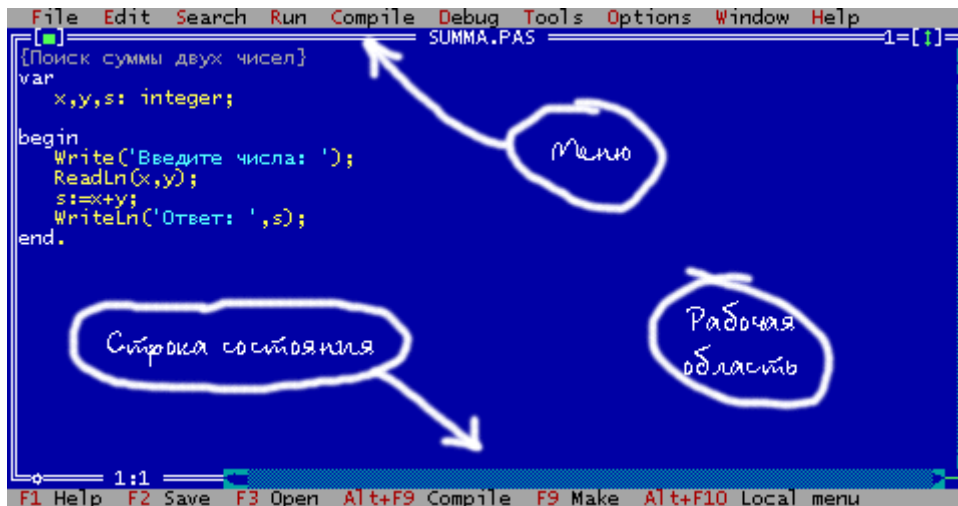 File Edit Search Run Compile Debug Tools Options Window Help
[■] SUMMA.PAS 1=[↕]
{Поиск суммы двух чисел}
var
x,y,s: integer;
begin
Write('Введите числа: ');
ReadLn(x,y);
s:=x+y;
WriteLn('Ответ: ',s);
end.
Меню
Строка состояния
Рабочая
область
1:1
F1 Help F2 Save F3 Open Alt+F9 Compile F9 Make Alt+F10 Local menu